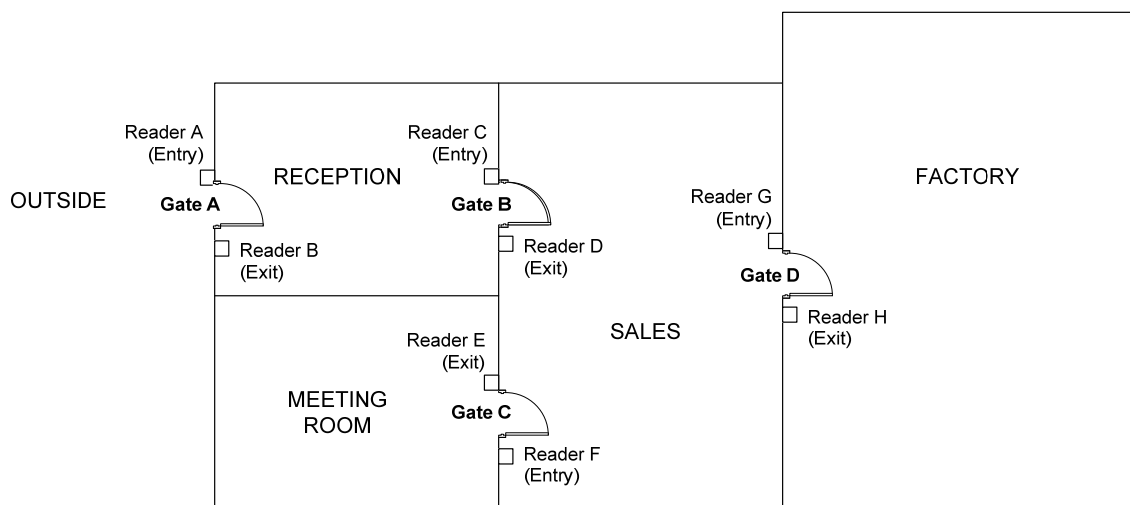 OUTSIDE
Reader A
(Entry)
Gate A
Reader B
(Exit)
RECEPTION
Reader C
(Entry)
Gate B
Reader D
(Exit)
MEETING
ROOM
Reader E
(Exit)
Gate C
Reader F
(Entry)
SALES
Reader G
(Entry)
Gate D
Reader H
(Exit)
FACTORY